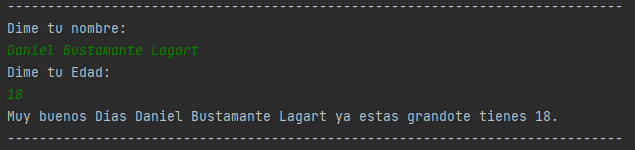 --------------------------------------------------------------------------------
Dime tu nombre:
Daniel Bustamante Lagart
Dime tu Edad:
18
Muy buenos Días Daniel Bustamante Lagart ya estas grandote tienes 18.
--------------------------------------------------------------------------------